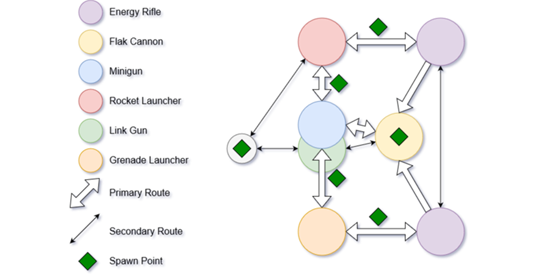 Energy Rifle
Flak Cannon
Minigun
Rocket Launcher
Link Gun
Grenade Launcher
Primary Route
Secondary Route
Spawn Point